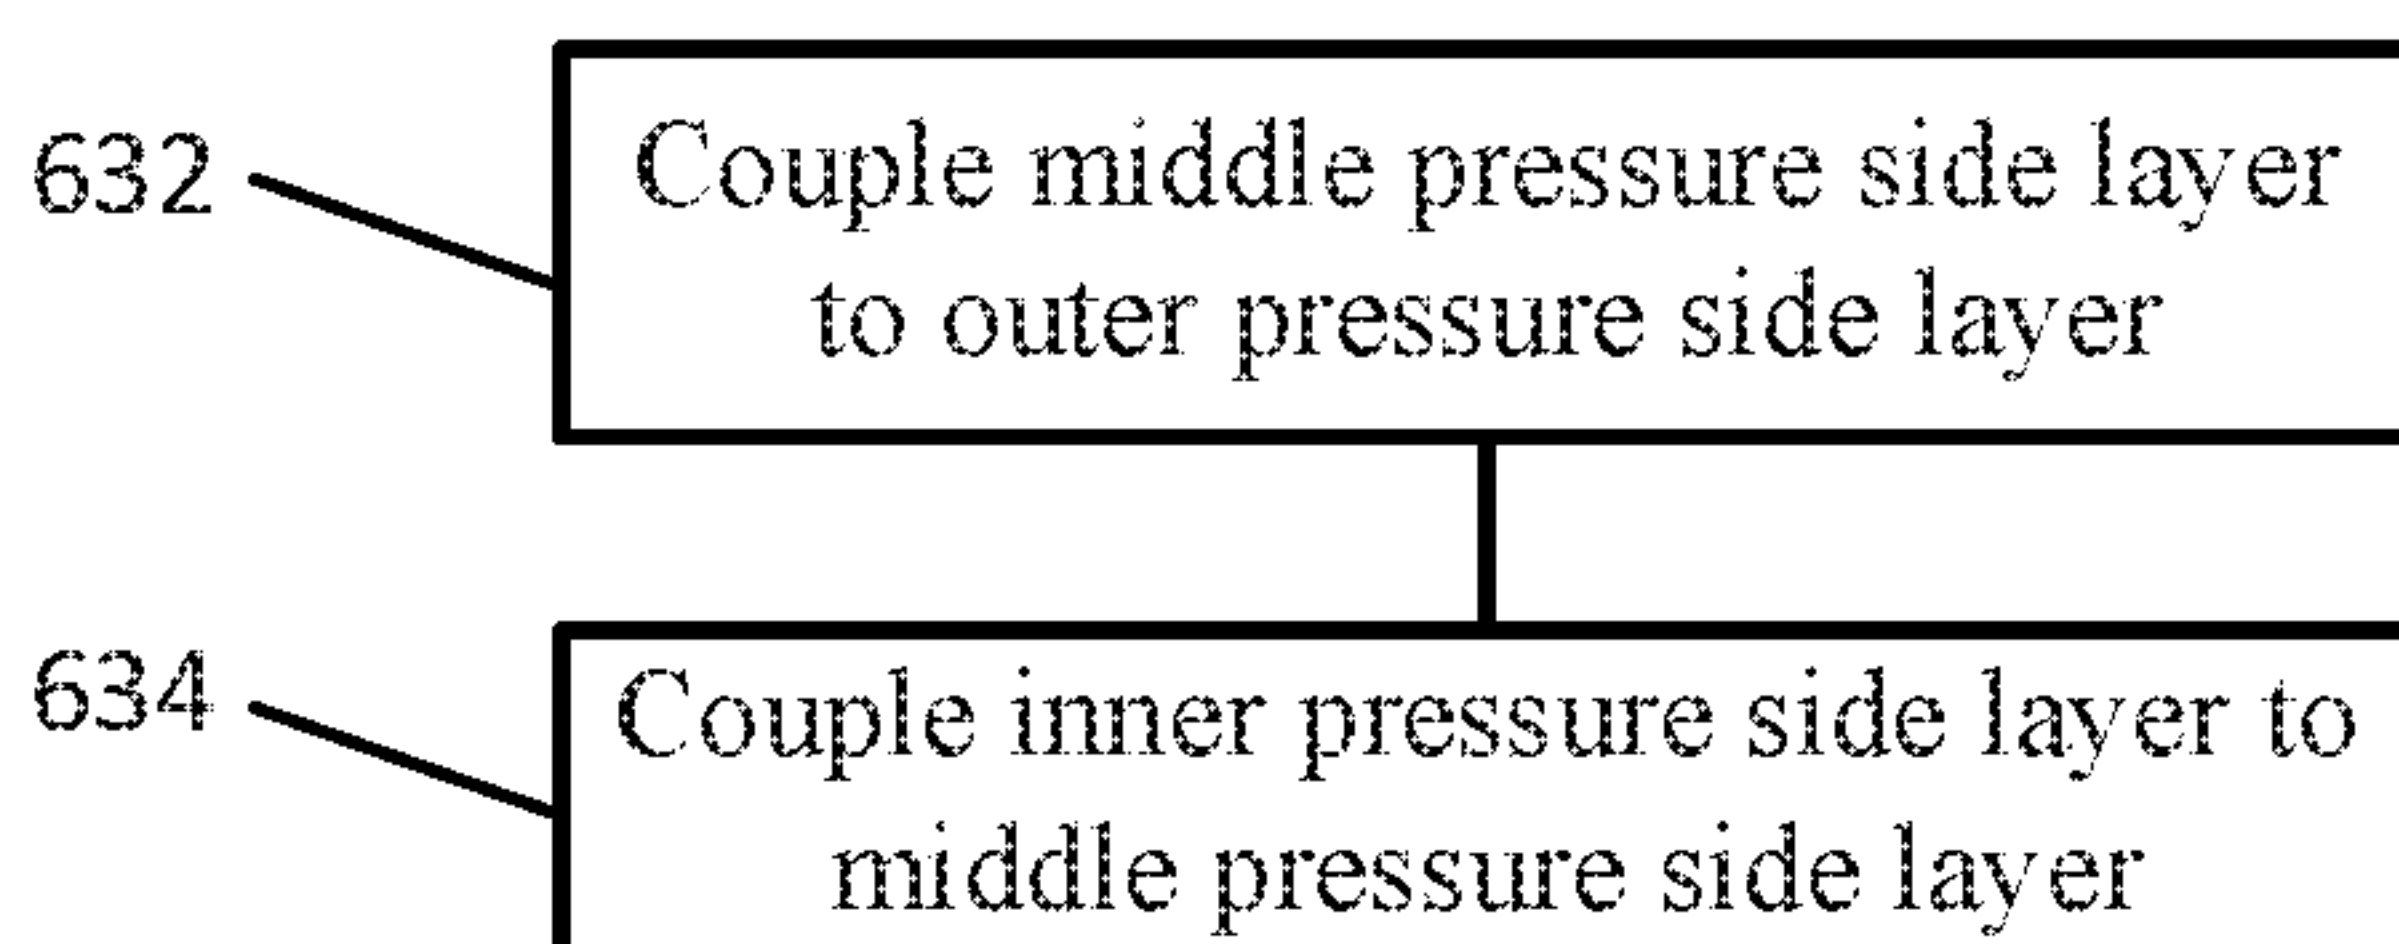 632
Couple middle pressure side layer
to outer pressure side layer
634
Couple inner pressure side layer to
middle pressure side layer